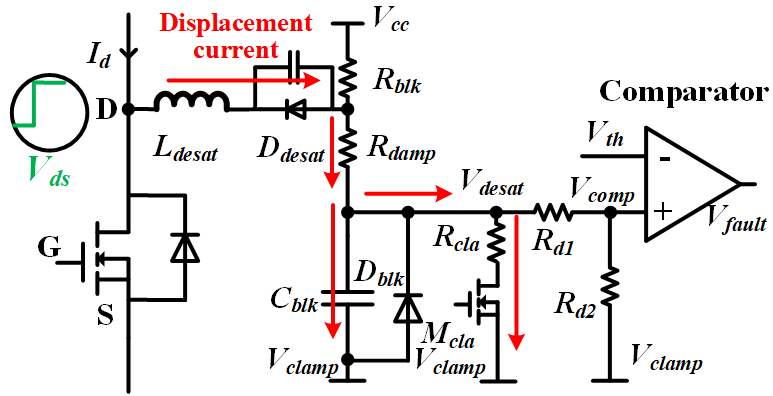 Displacement
current
V_cc
I_d
R_blk
Comparator
D
L_desat
D_desat
R_damp
V_th
-
V_ds
V_desat
V_comp
+
V_fault
G
R_cla
R_d1
D_blk
C_blk
S
M_cla
R_d2
V_clamp
V_clamp
V_clamp